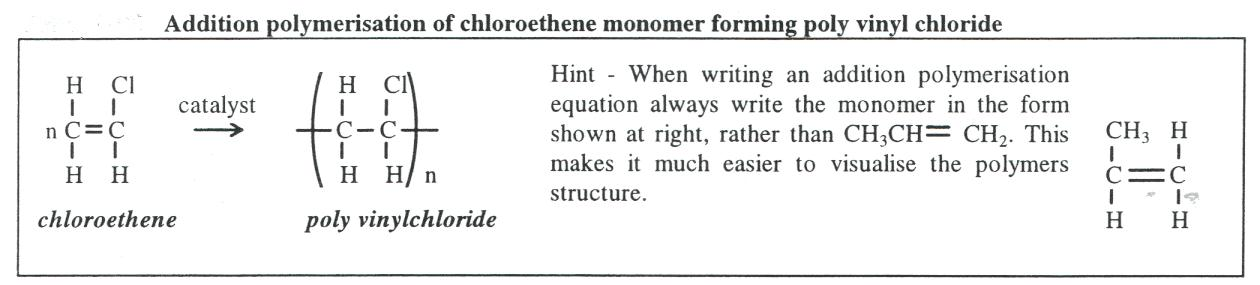 Addition polymerisation of chloroethene monomer forming poly vinyl chloride
H Cl
n C=C
H H
chloroethene
catalyst
H Cl
C-C
H H n
poly vinylchloride
Hint - When writing an addition polymerisation
equation always write the monomer in the form
shown at right, rather than CH₃CH= CH₂. This
makes it much easier to visualise the polymers
structure.
CH₃ H
C=C
H H